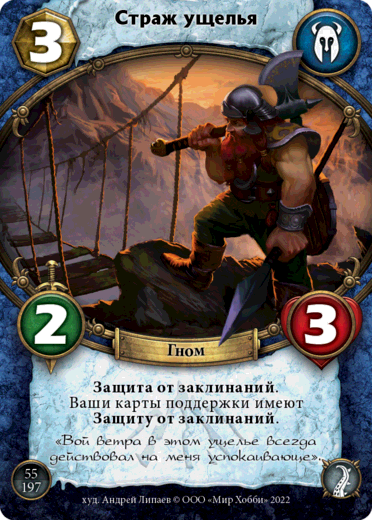 Страж ущелья
3
2
3
Гном
Защита от заклинаний.
Ваши карты поддержки имеют
Защиту от заклинаний.
«Вой ветра в этом ущелье всегда
действовал на меня успокаивающе».
55
197
худ. Андрей Липаев © ООО «Мир Хобби» 2022